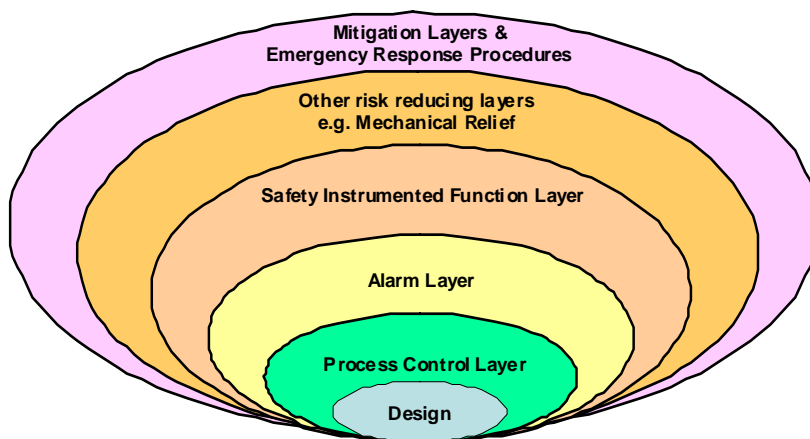 Mitigation Layers &
Emergency Response Procedures
Other risk reducing layers
e.g. Mechanical Relief
Safety Instrumented Function Layer
Alarm Layer
Process Control Layer
Design